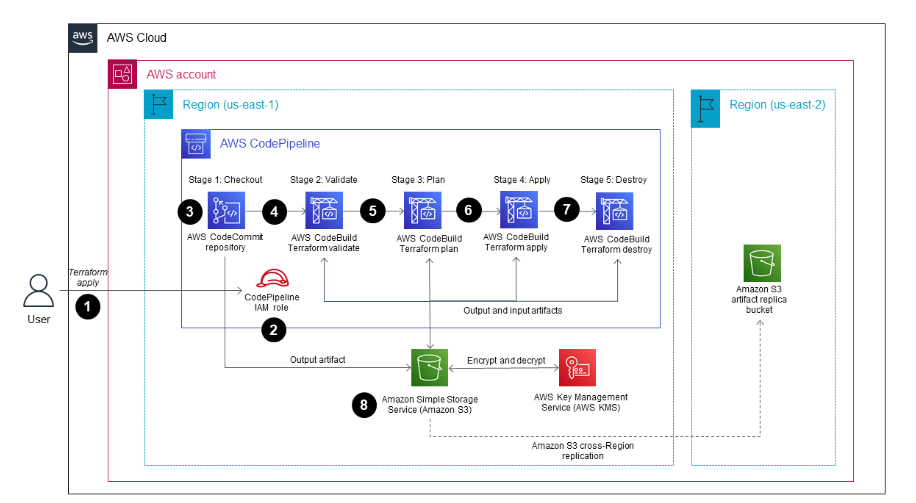 aws
AWS Cloud
AWS account
Region (us-east-1)
Region (us-east-2)
AWS CodePipeline
Stage 1: Checkout
Stage 2: Validate
Stage 3: Plan
Stage 4: Apply
Stage 5: Destroy
3
4
5
6
7
AWS CodeCommit
repository
AWS CodeBuild
Terraform validate
AWS CodeBuild
Terraform plan
AWS CodeBuild
Terraform apply
AWS CodeBuild
Terraform destroy
Terraform
apply
1
User
CodePipeline
IAM role
2
Output and input artifacts
Amazon S3
artifact replica
bucket
Output artifact
Encrypt and decrypt
8
Amazon Simple Storage
Service (Amazon S3)
AWS Key Management
Service (AWS KMS)
Amazon S3 cross-Region
replication